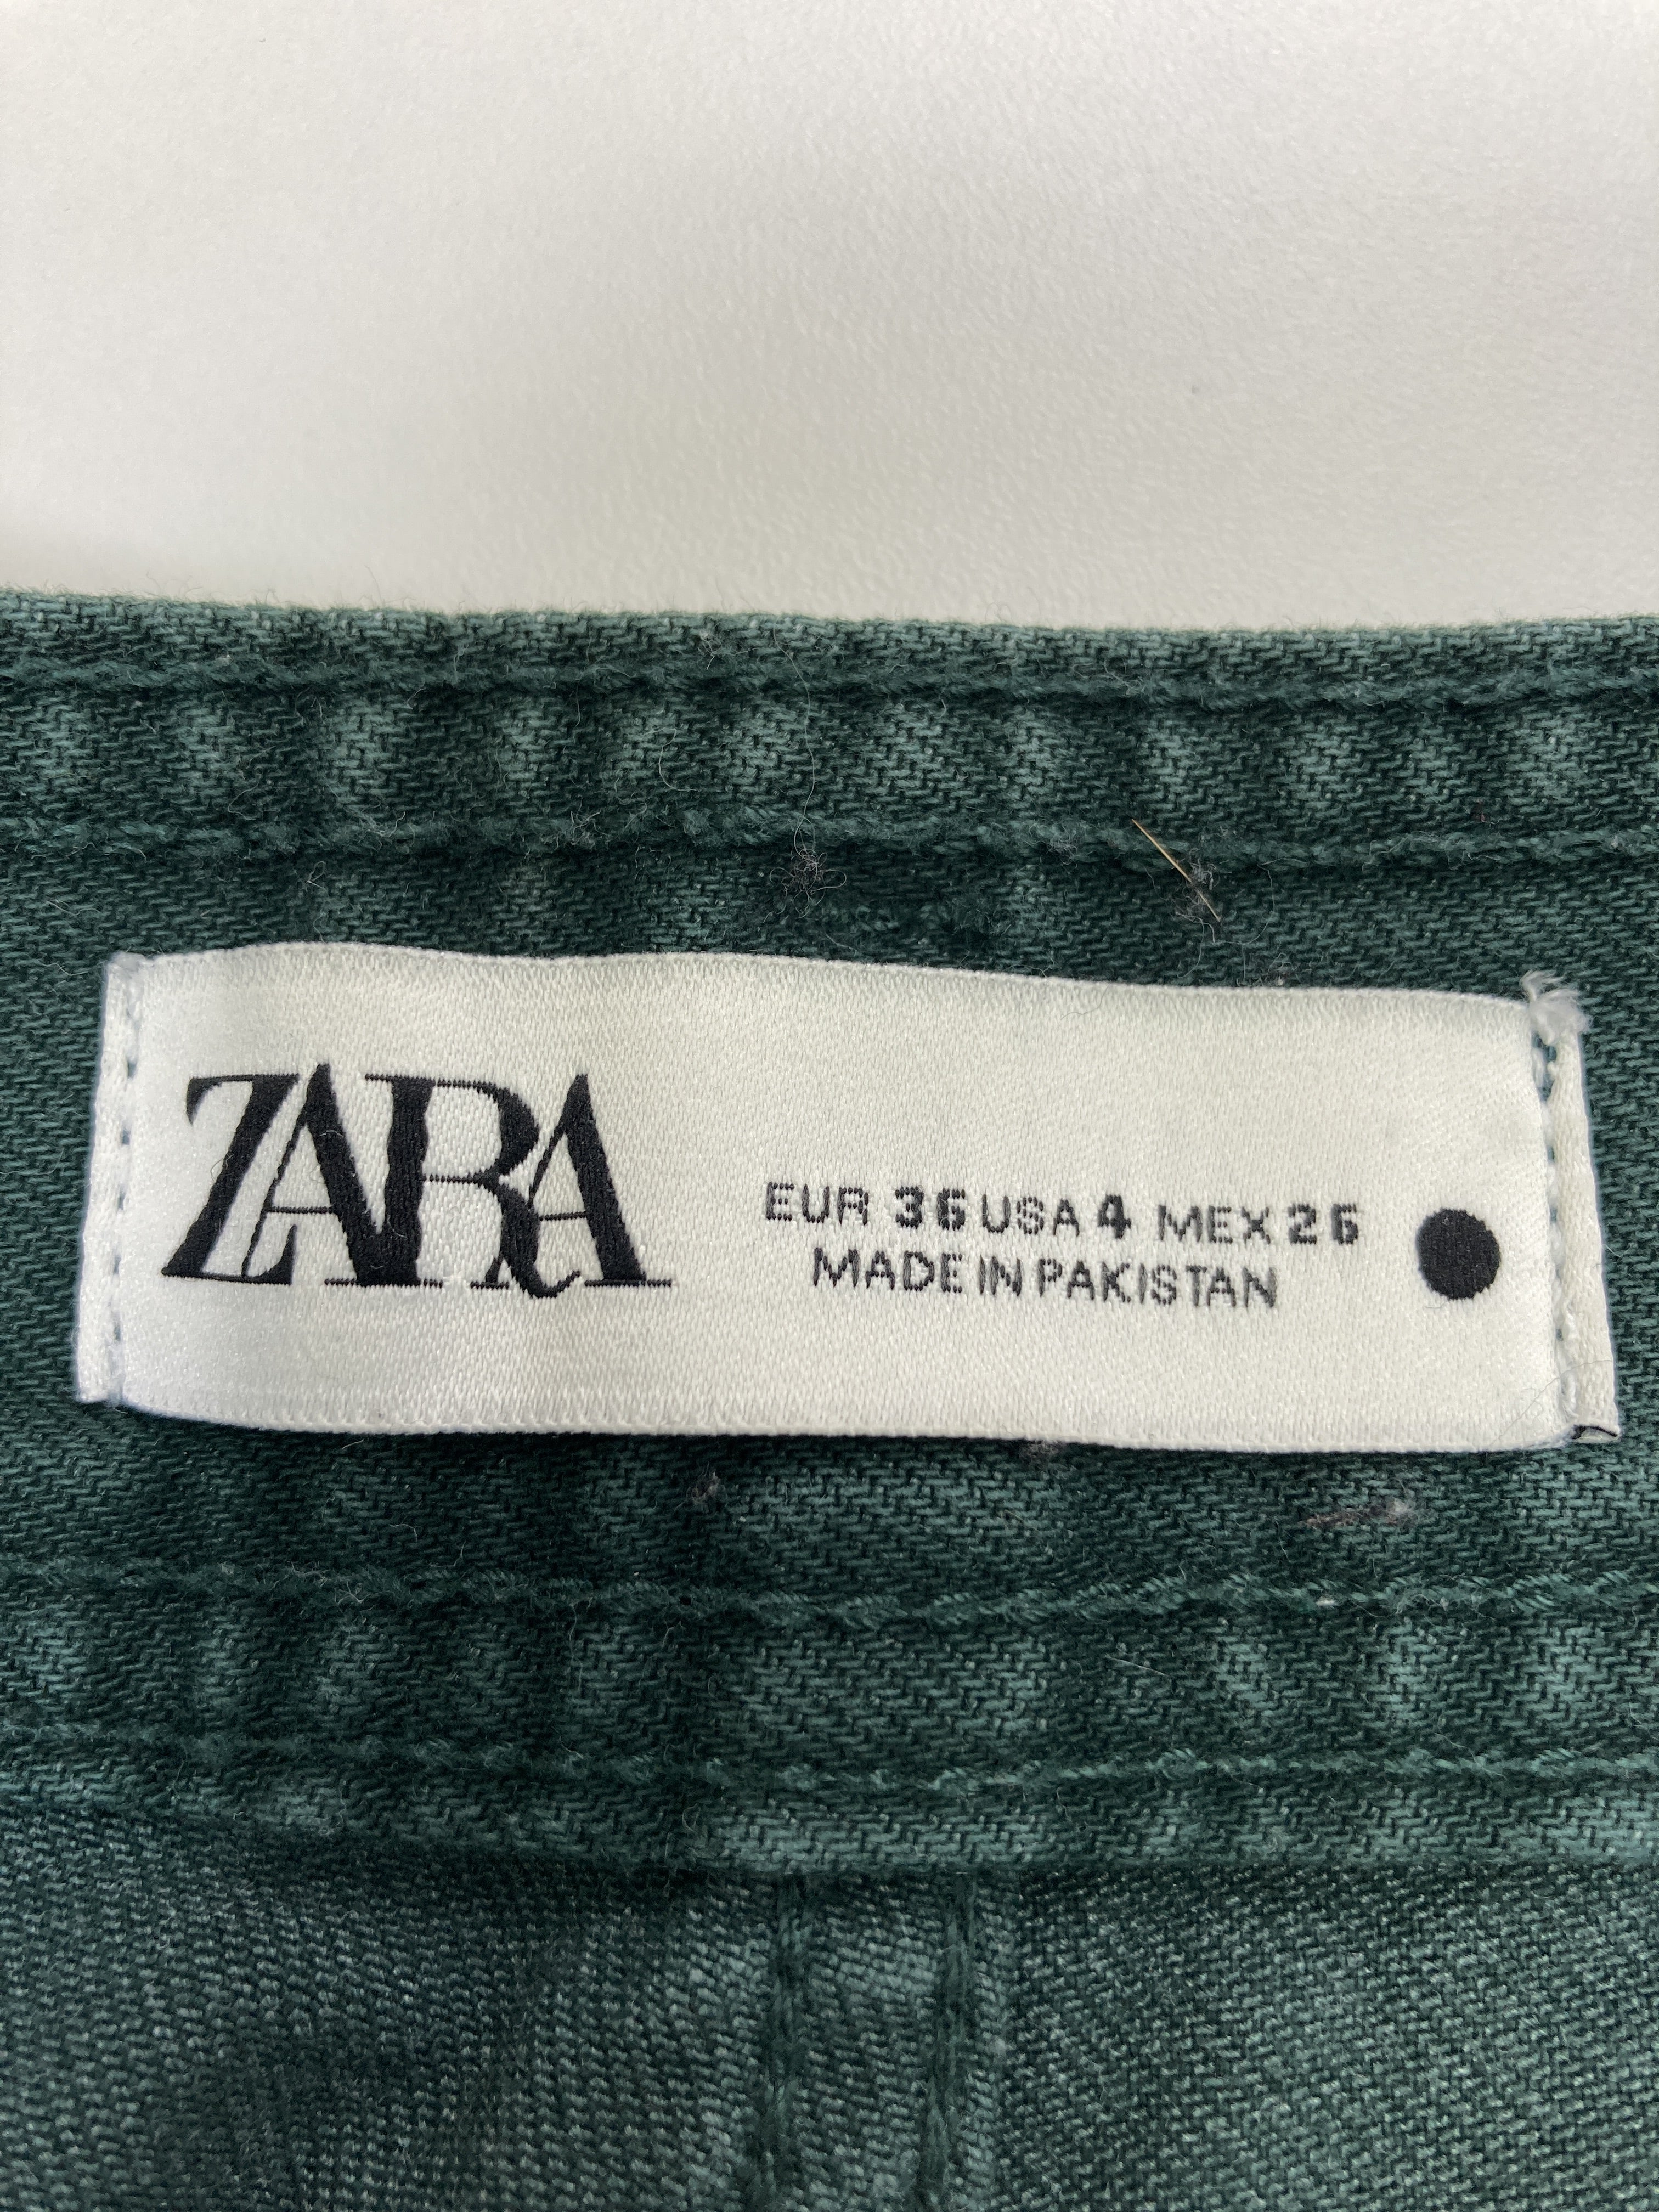 ZARA
EUR 36 USA 4 MEX 26
MADE IN PAKISTAN